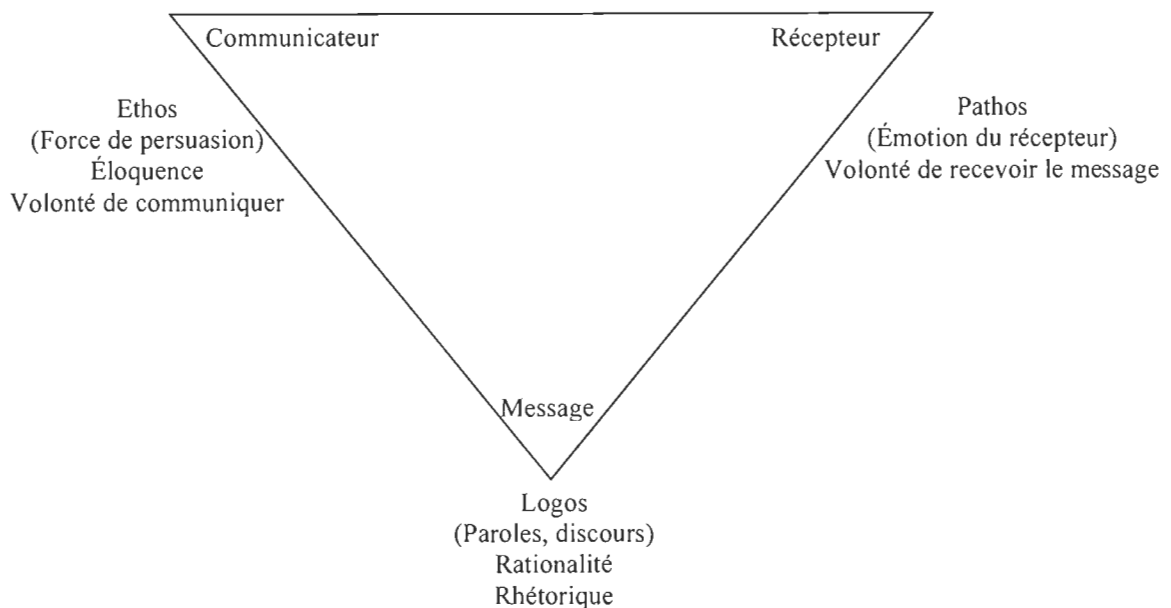 Communicateur
Récepteur
Ethos
(Force de persuasion)
Éloquence
Volonté de communiquer
Pathos
(Émotion du récepteur)
Volonté de recevoir le message
Message
Logos
(Paroles, discours)
Rationalité
Rhétorique